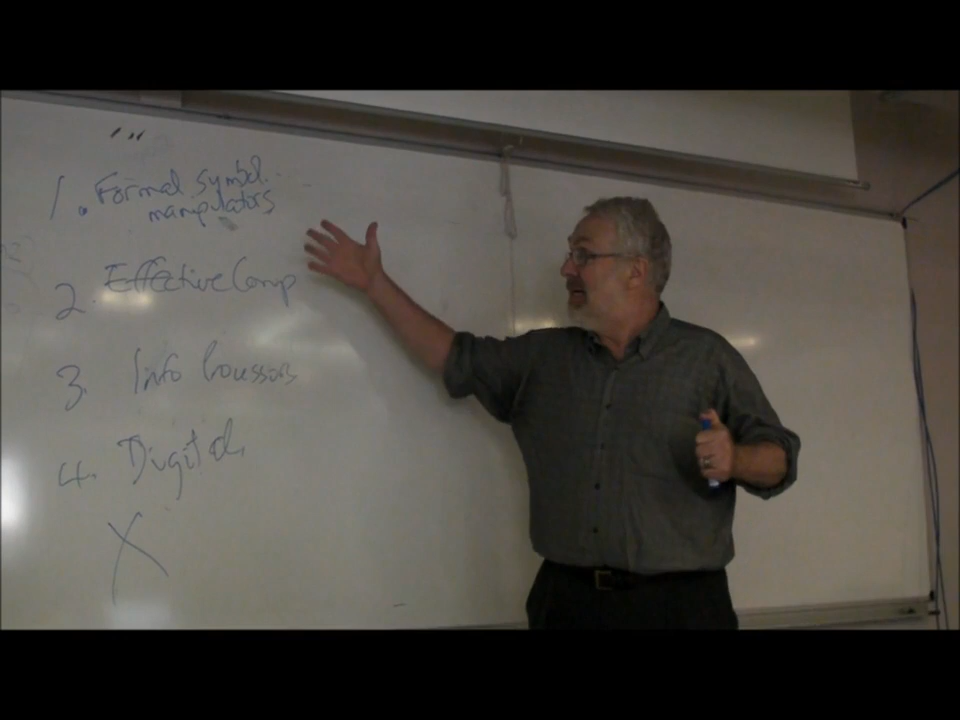 1. Formal symbol
manipulators
2. Effective Comp
3. Info
4. Digital
X